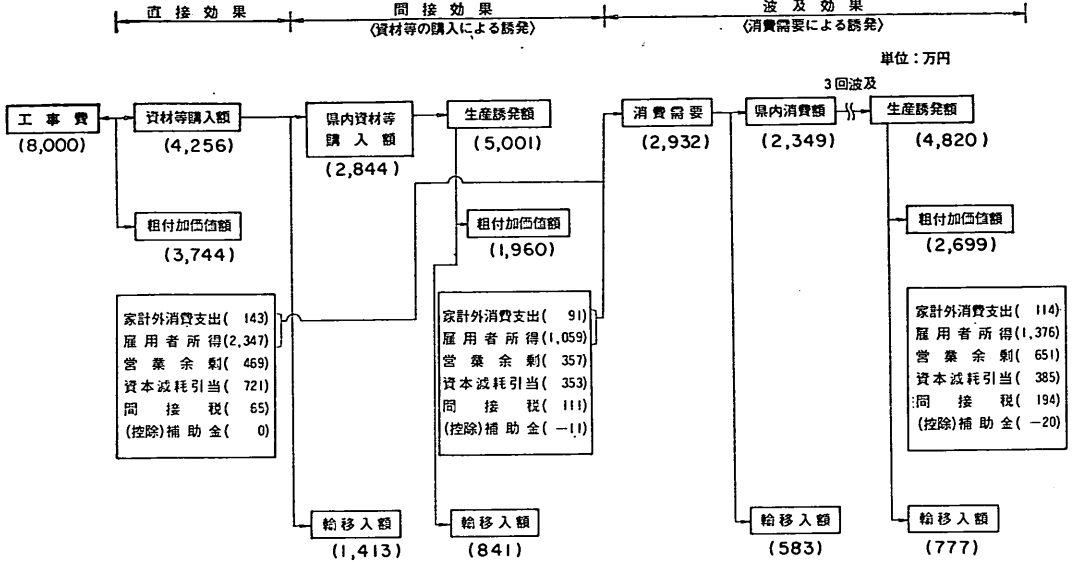 直接効果
間接効果
〈資材等の購入による誘発〉
波及効果
〈消費需要による誘発〉
単位：万円
3回波及
工事費
(8,000)
資材等購入額
(4,256)
県内資材等
購入額
(2,844)
生産誘発額
(5,001)
消費需要
(2,932)
県内消費額
(2,349)
生産誘発額
(4,820)
粗付加価値額
(3,744)
粗付加価値額
(1,960)
粗付加価値額
(2,699)
家計外消費支出( 143)
雇用者所得(2,347)
営業余剰( 469)
資本減耗引当( 721)
間接税( 65)
(控除)補助金( 0)
家計外消費支出( 91)
雇用者所得(1,059)
営業余剰( 357)
資本減耗引当( 353)
間接税( 111)
(控除)補助金( -11)
家計外消費支出( 114)
雇用者所得(1,376)
営業余剰( 651)
資本減耗引当( 385)
間接税( 194)
(控除)補助金( -20)
輸移入額
(1,413)
輸移入額
(841)
輸移入額
(583)
輸移入額
(777)